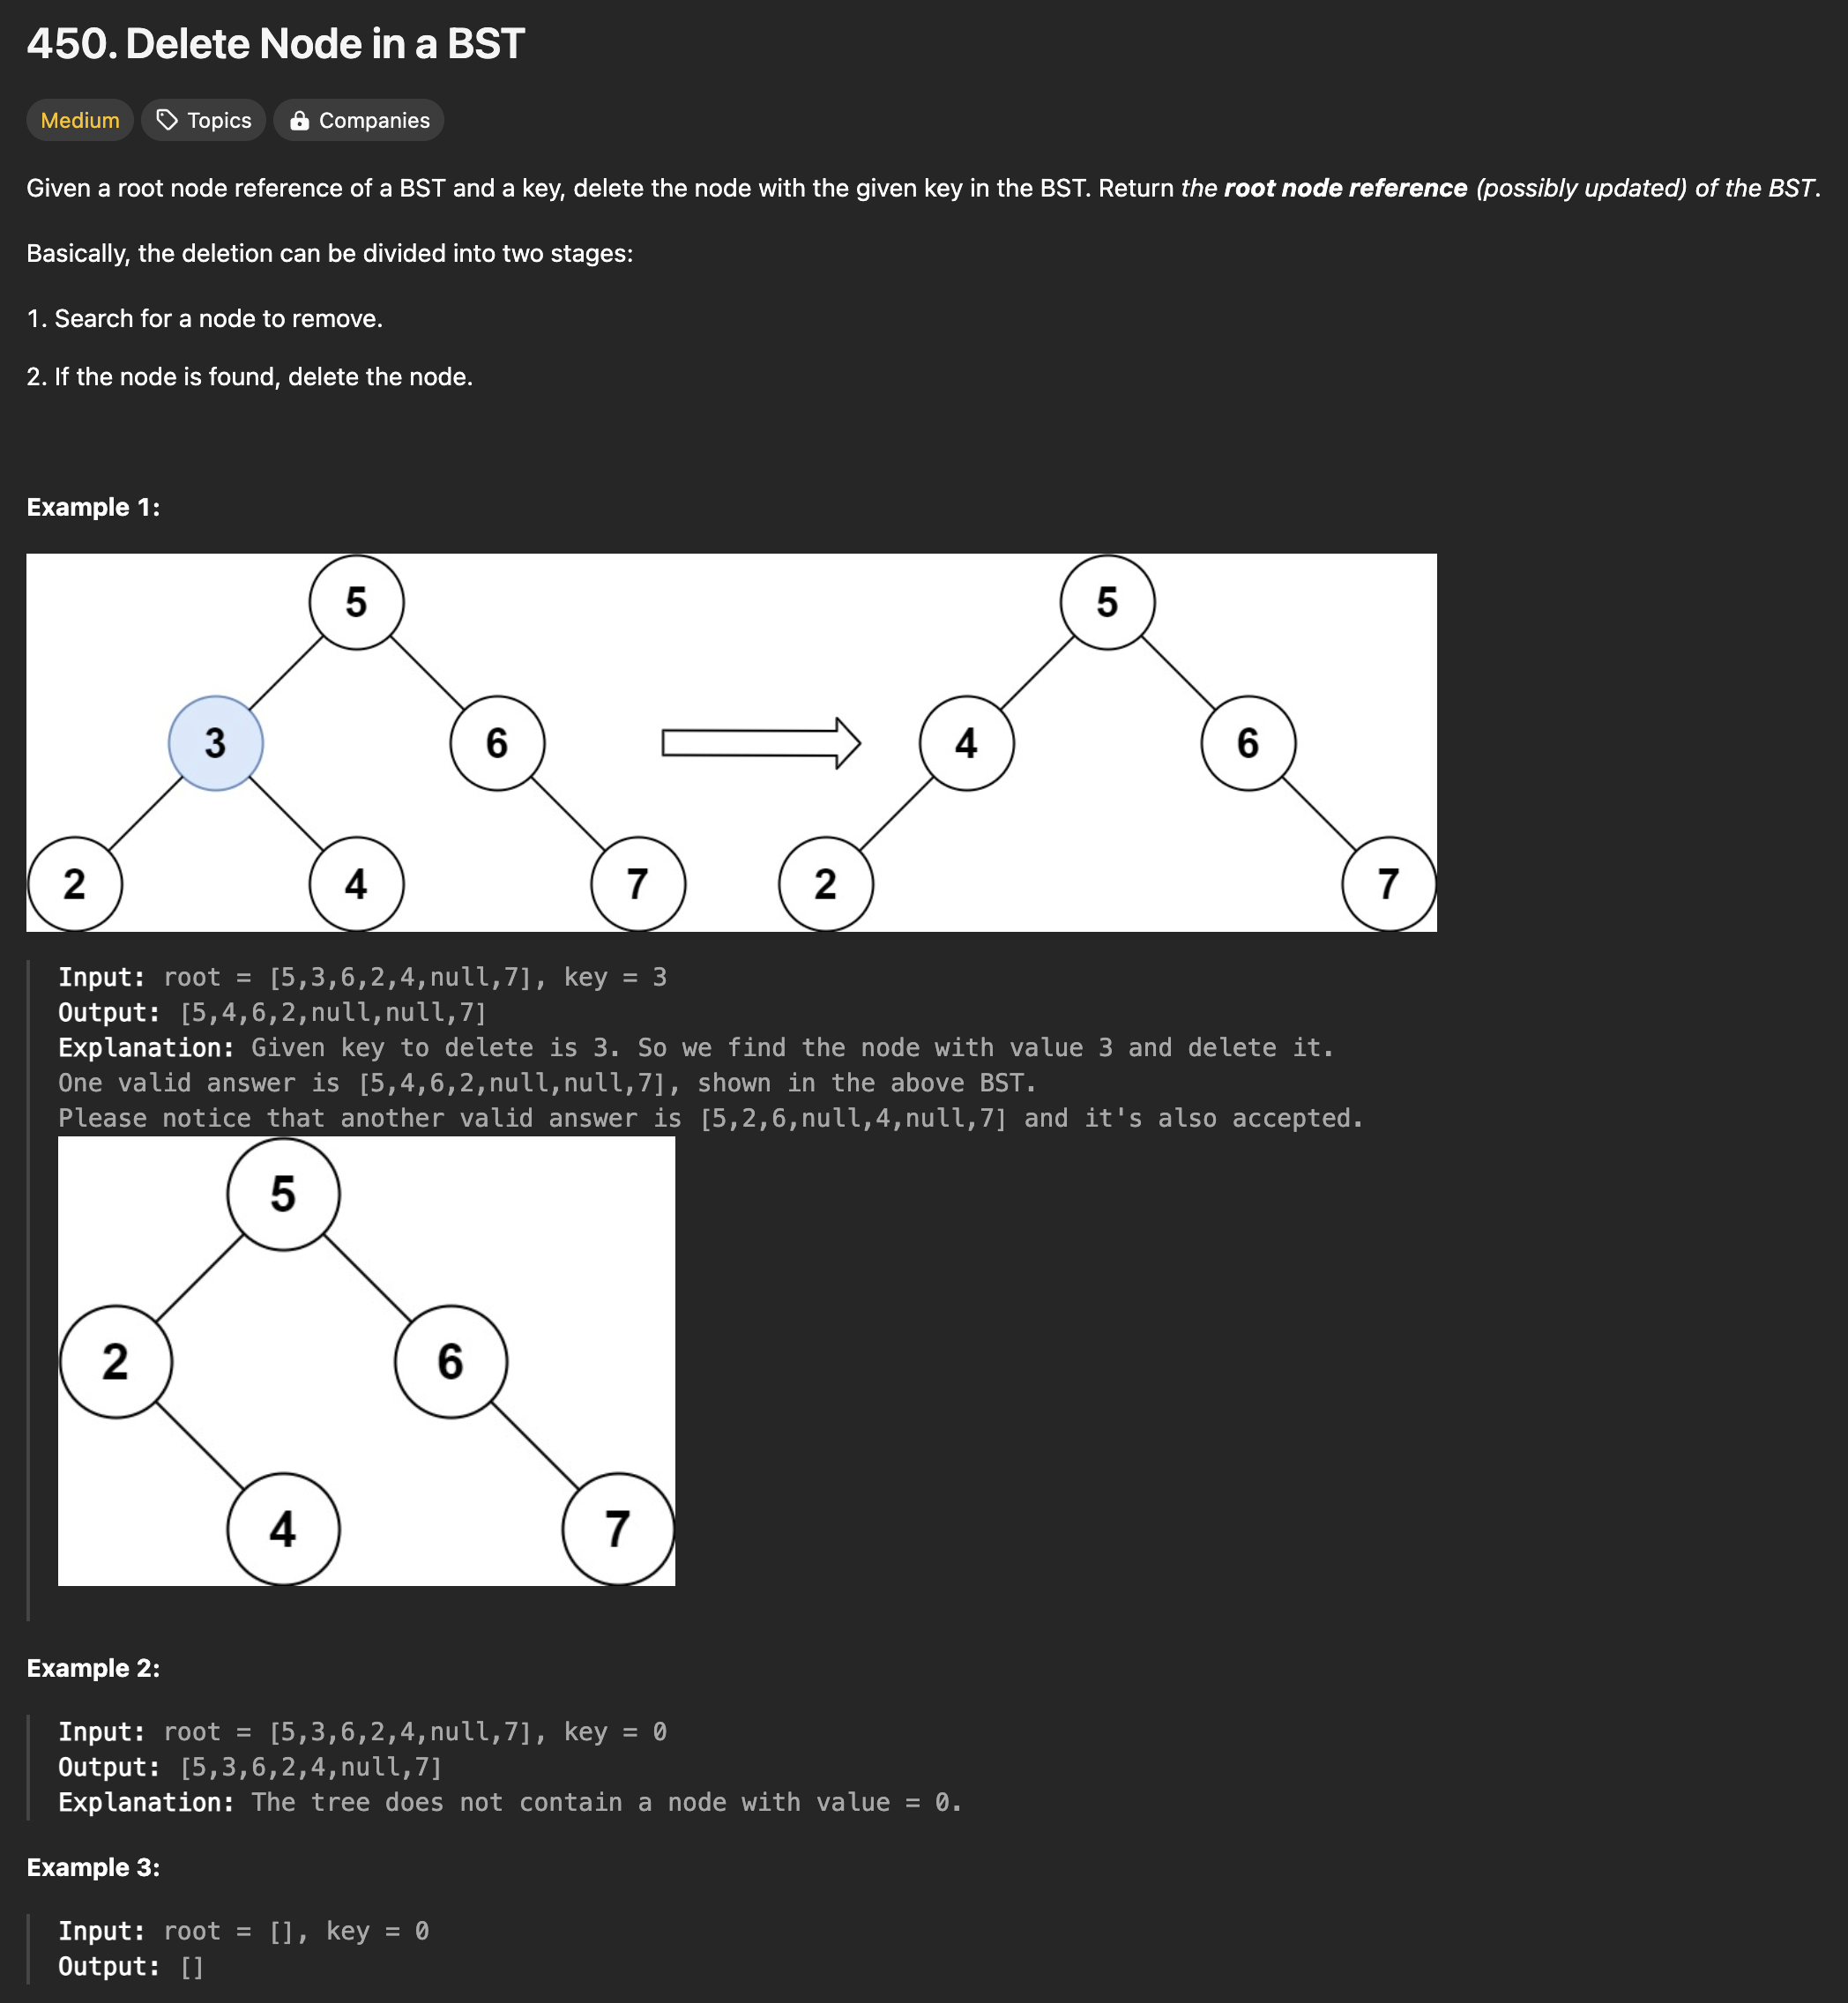 450. Delete Node in a BST
Medium Topics Companies
Given a root node reference of a BST and a key, delete the node with the given key in the BST. Return the root node reference (possibly updated) of the BST.
Basically, the deletion can be divided into two stages:
1. Search for a node to remove.
2. If the node is found, delete the node.
Example 1:
5 5
3 6 4 6
2 4 7 2 7
Input: root = [5,3,6,2,4,null,7], key = 3
Output: [5,4,6,2,null,null,7]
Explanation: Given key to delete is 3. So we find the node with value 3 and delete it.
One valid answer is [5,4,6,2,null,null,7], shown in the above BST.
Please notice that another valid answer is [5,2,6,null,4,null,7] and it's also accepted.
5
2 6
4 7
Example 2:
Input: root = [5,3,6,2,4,null,7], key = 0
Output: [5,3,6,2,4,null,7]
Explanation: The tree does not contain a node with value = 0.
Example 3:
Input: root = [], key = 0
Output: []